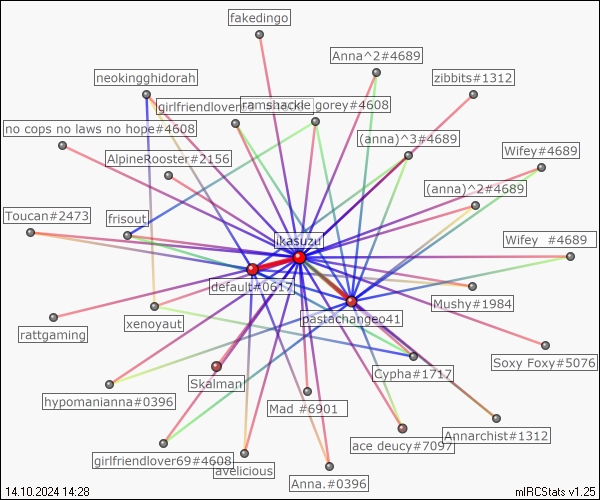 fakedingo
Anna^2#4689
neokingghidorah
zibbits#1312
girlfriendlover
ramshackle gorey#4608
no cops no laws no hope#4608
(anna)^3#4689
AlpineRooster#2156
Wifey#4689
(anna)^2#4689
Toucan#2473
frisout
jkasuzu
Wifey #4689
default#0617
Mushy#1984
pastachangeo41
rattgaming
xenoyaut
Soxy Foxy#5076
Cypha#1717
Skalman
hypomanianna#0396
Mad #6901
Annarchist#1312
ace deucy#7097
girlfriendlover69#4608
avelicious
Anna.#0396
14.10.2024 14:28
mIRCStats v1.25